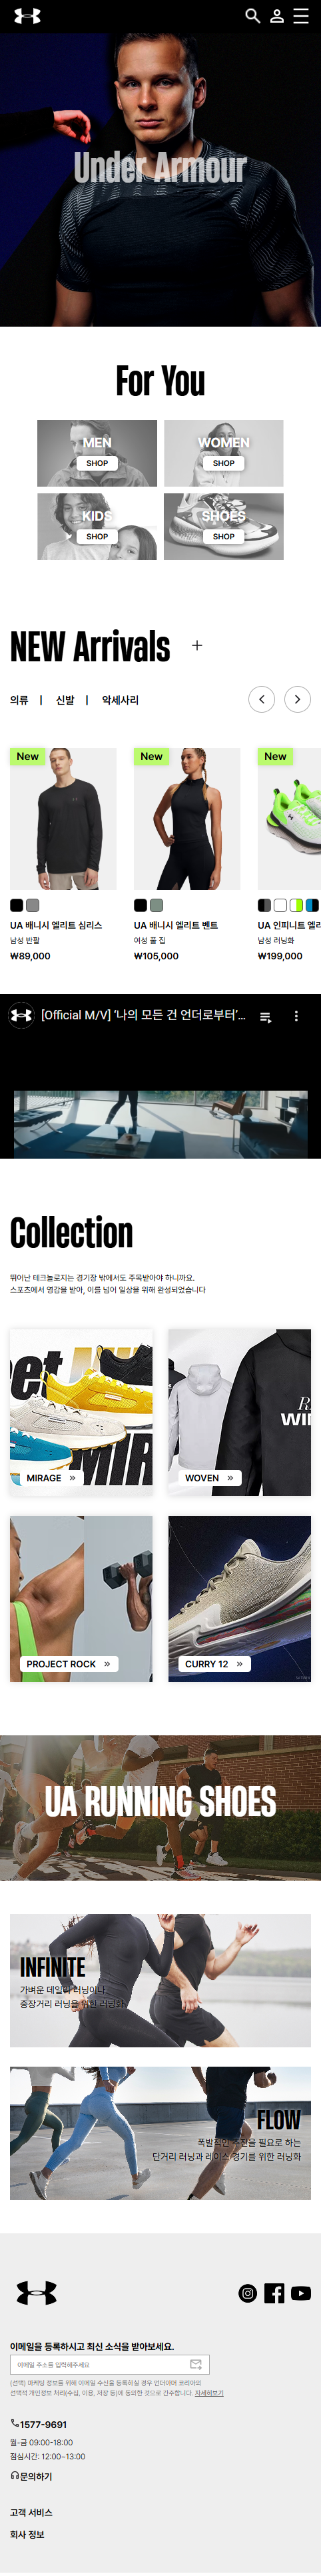 Under Armour
For You
MEN
SHOP
WOMEN
SHOP
KIDS
SHOP
SHOES
SHOP
NEW Arrivals +
의류 | 신발 | 악세사리
New
New
New
UA 배니시 엘리트 심리스
남성 반팔
₩89,000
UA 배니시 엘리트 벤트
여성 풀 집
₩105,000
UA 인피니트 엘리
남성 러닝화
₩199,000
[Official M/V] ‘나의 모든 건 언더로부터’...
Collection
뛰어난 테크놀로지는 경기장 밖에서도 주목받아야 하니까요.
스포츠에서 영감을 받아, 이를 넘어 일상을 위해 완성되었습니다
MIRAGE »
WOVEN »
PROJECT ROCK »
CURRY 12 »
UA RUNNING SHOES
INFINITE
가벼운 데일리 러닝이나
중장거리 러닝을 위한 러닝화
FLOW
폭발적인 추진을 필요로 하는
단거리 러닝과 레이스 경기를 위한 러닝화
이메일을 등록하시고 최신 소식을 받아보세요.
이메일 주소를 입력해주세요
(선택) 마케팅 정보를 위해 이메일 수신을 등록하실 경우 언더아머 코리아의
선택적 개인정보 처리(수집, 이용, 저장 등)에 동의한 것으로 간주합니다. 자세히보기
1577-9691
월-금 09:00-18:00
점심시간: 12:00~13:00
문의하기
고객 서비스
회사 정보